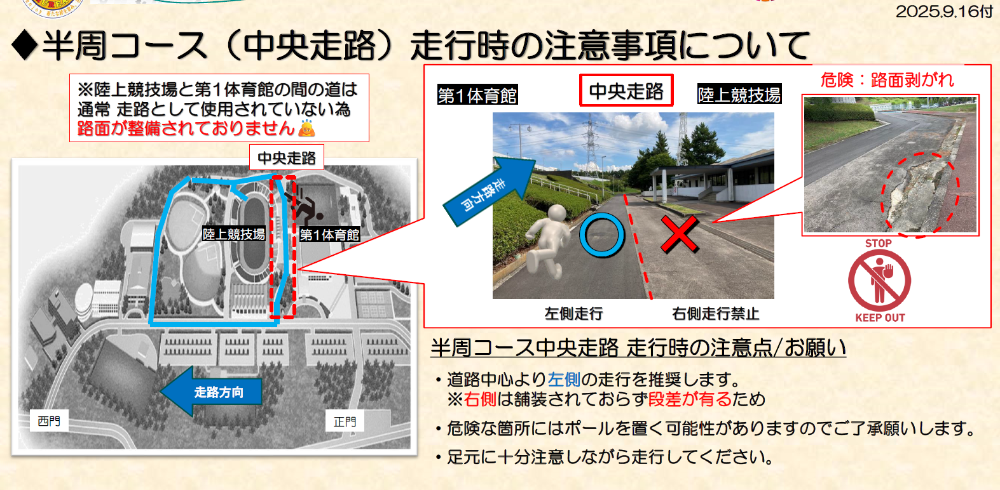 2025.9.16付
◆半周コース（中央走路）走行時の注意事項について
※陸上競技場と第1体育館の間の道は
通常 走路として使用されていない為
路面が整備されておりません
中央走路
陸上競技場
第1体育館
走路方向
西門
正門
第1体育館
中央走路
陸上競技場
走路方向
左側走行
右側走行禁止
危険：路面剥がれ
STOP
KEEP OUT
半周コース中央走路 走行時の注意点/お願い
・道路中心より左側の走行を推奨します。
※右側は舗装されておらず段差が有るため
・危険な箇所にはポールを置く可能性がありますのでご了承願いします。
・足元に十分注意しながら走行してください。